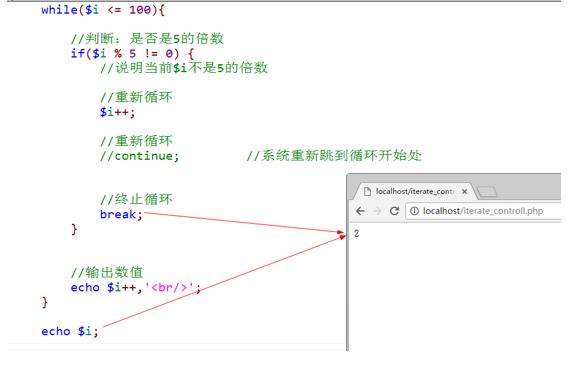 while($i <= 100){
//判断：是否是5的倍数
if($i % 5 != 0) {
//说明当前$i不是5的倍数
//重新循环
$i++;
//重新循环
//continue; //系统重新跳到循环开始处
//终止循环
break;
}
//输出数值
echo $i++,'<br/>';
}
echo $i;
localhost/iterate_contro
localhost/iterate_controll.php
2